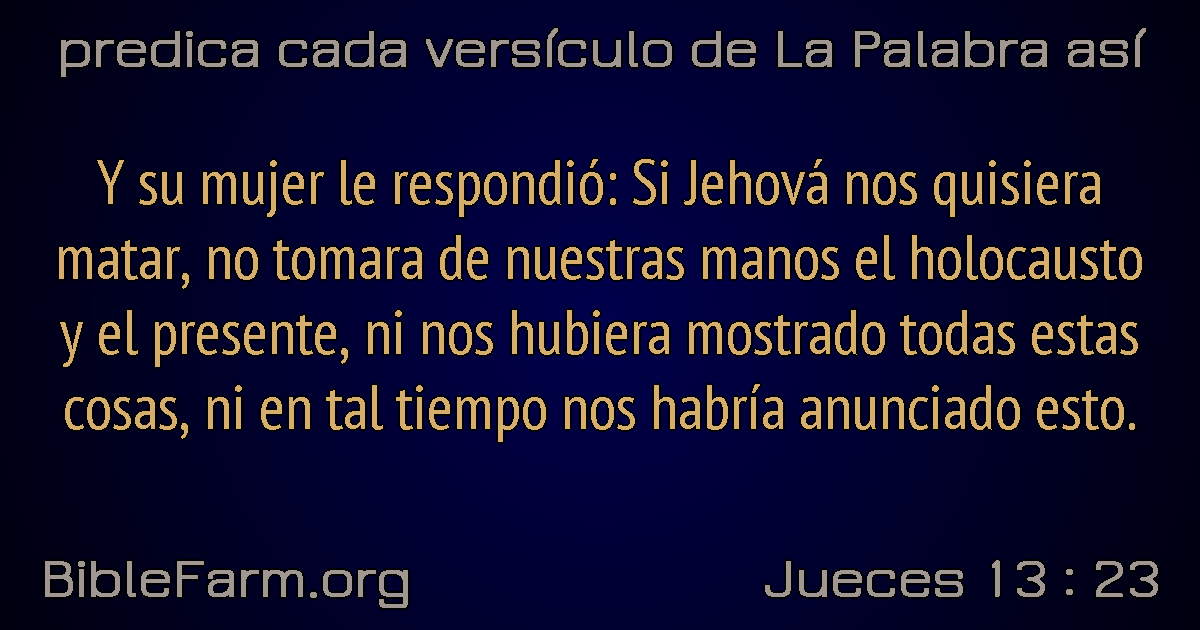 predica cada versículo de La Palabra así
Y su mujer le respondió: Si Jehová nos quisiera
matar, no tomara de nuestras manos el holocausto
y el presente, ni nos hubiera mostrado todas estas
cosas, ni en tal tiempo nos habría anunciado esto.
BibleFarm.org
Jueces 13 : 23